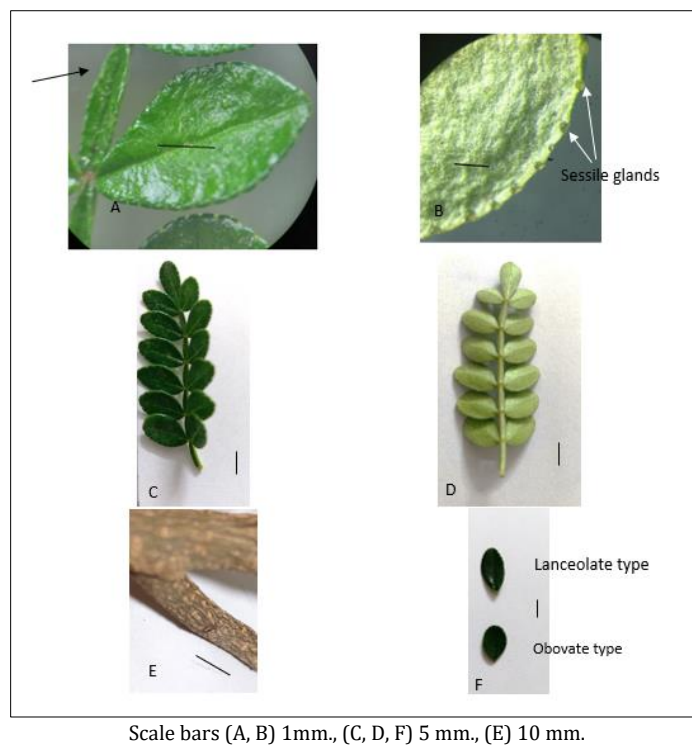 A
B
Sessile glands
C
D
E
Lanceolate type
Obovate type
F
Scale bars (A, B) 1mm., (C, D, F) 5 mm., (E) 10 mm.